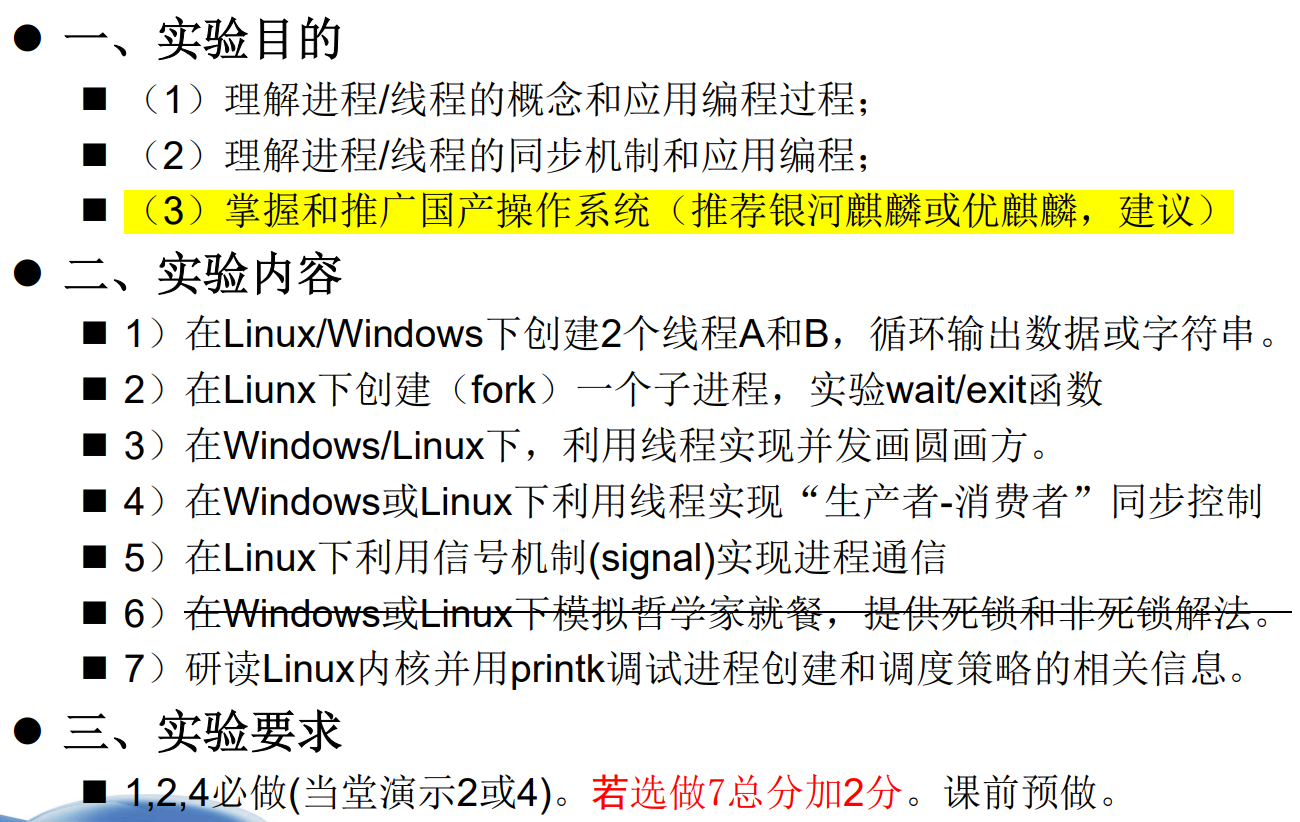 一、实验目的
（1）理解进程/线程的概念和应用编程过程；
（2）理解进程/线程的同步机制和应用编程；
（3）掌握和推广国产操作系统（推荐银河麒麟或优麒麟，建议）
二、实验内容
1）在Linux/Windows下创建2个线程A和B，循环输出数据或字符串。
2）在Liunx下创建（fork）一个子进程，实验wait/exit函数
3）在Windows/Linux下，利用线程实现并发画圆画方。
4）在Windows或Linux下利用线程实现“生产者-消费者”同步控制
5）在Linux下利用信号机制(signal)实现进程通信
6）在Windows或Linux下模拟哲学家就餐，提供死锁和非死锁解法。
7）研读Linux内核并用printk调试进程创建和调度策略的相关信息。
三、实验要求
1,2,4必做(当堂演示2或4)。若选做7总分加2分。课前预做。